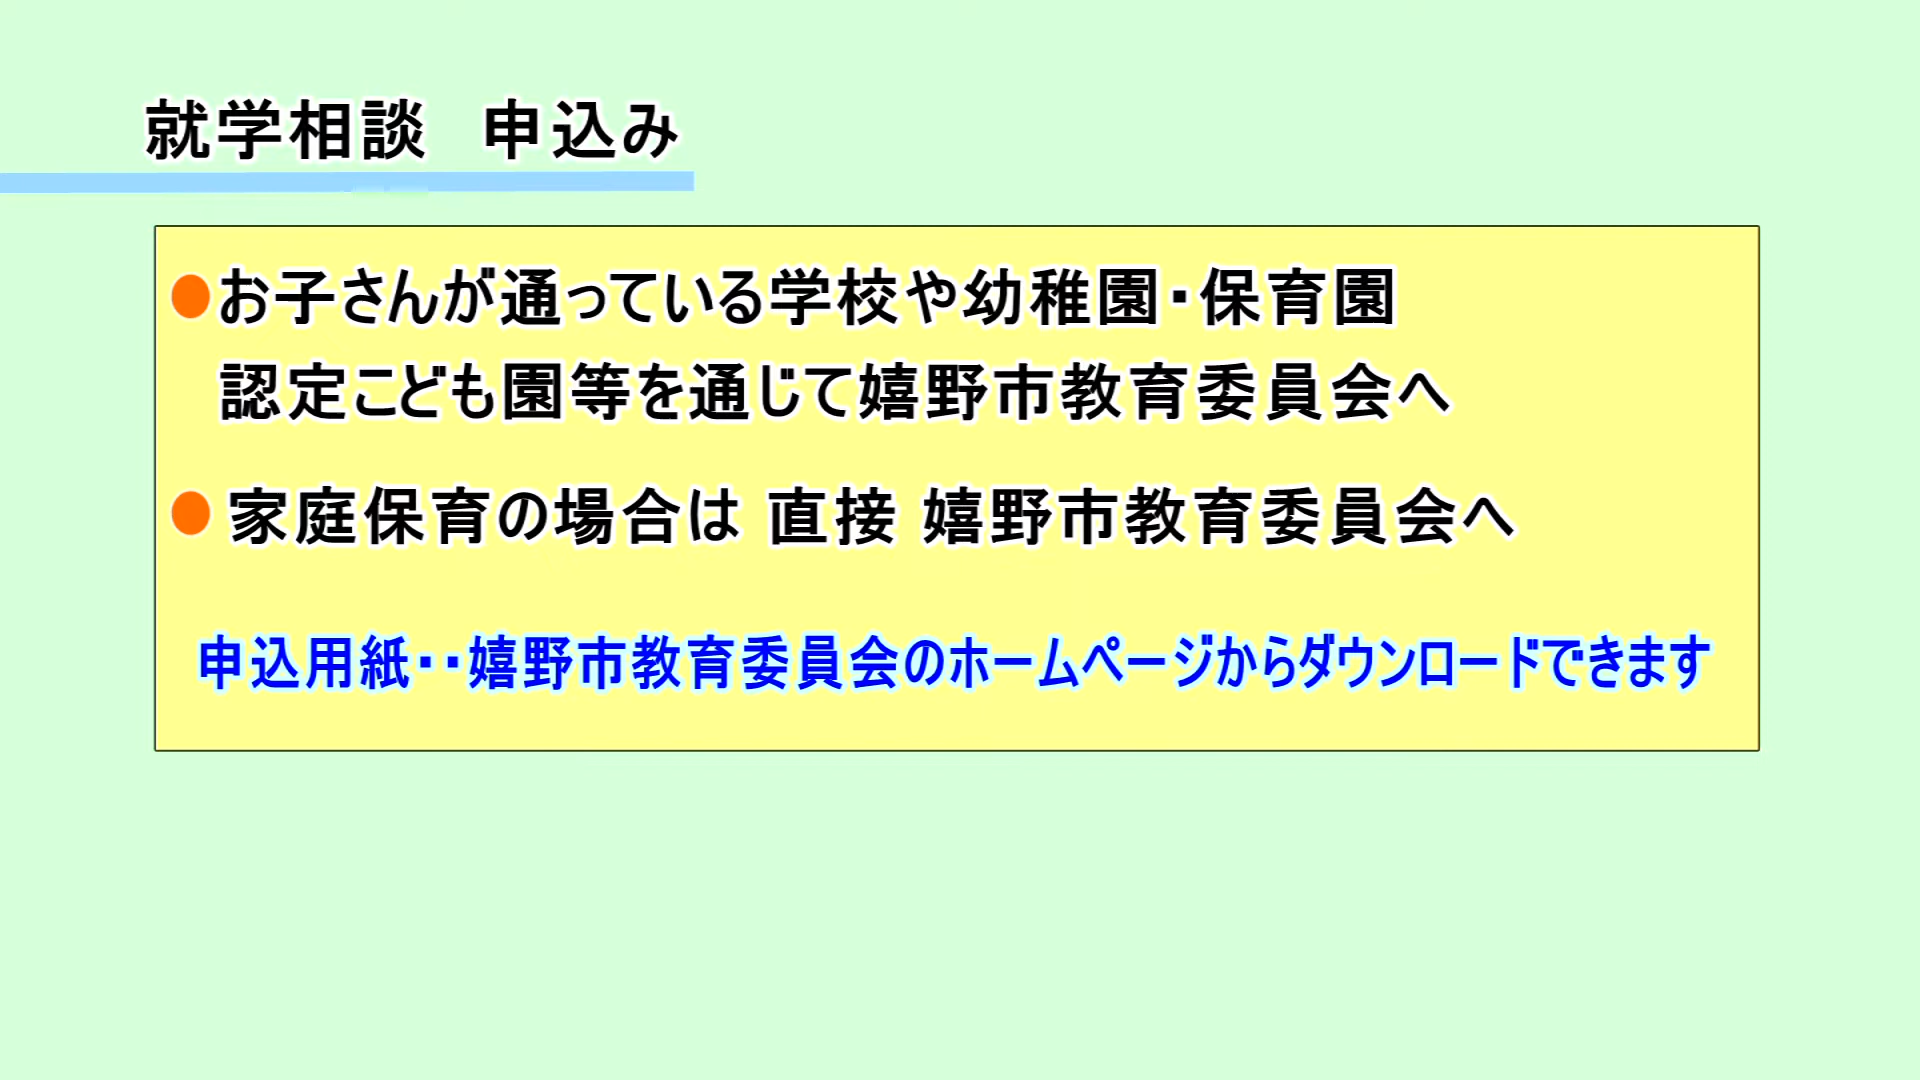 就学相談　申込み
●お子さんが通っている学校や幼稚園・保育園
認定こども園等を通じて嬉野市教育委員会へ
● 家庭保育の場合は 直接 嬉野市教育委員会へ
申込用紙・・嬉野市教育委員会のホームページからダウンロードできます